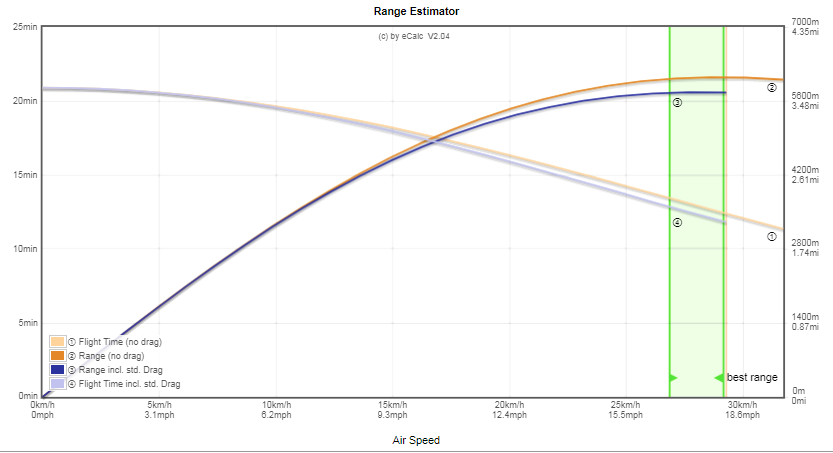 Range Estimator
(c) by eCalc V2.04
25min
20min
15min
10min
5min
0min
7000m
4.35mi
5600m
3.48mi
4200m
2.61mi
2800m
1.74mi
1400m
0.87mi
0m
0mi
②
③
④
①
① Flight Time (no drag)
② Range (no drag)
③ Range incl. std. Drag
④ Flight Time incl. std. Drag
best range
0km/h 5km/h 10km/h 15km/h 20km/h 25km/h 30km/h
0mph 3.1mph 6.2mph 9.3mph 12.4mph 15.5mph 18.6mph
Air Speed